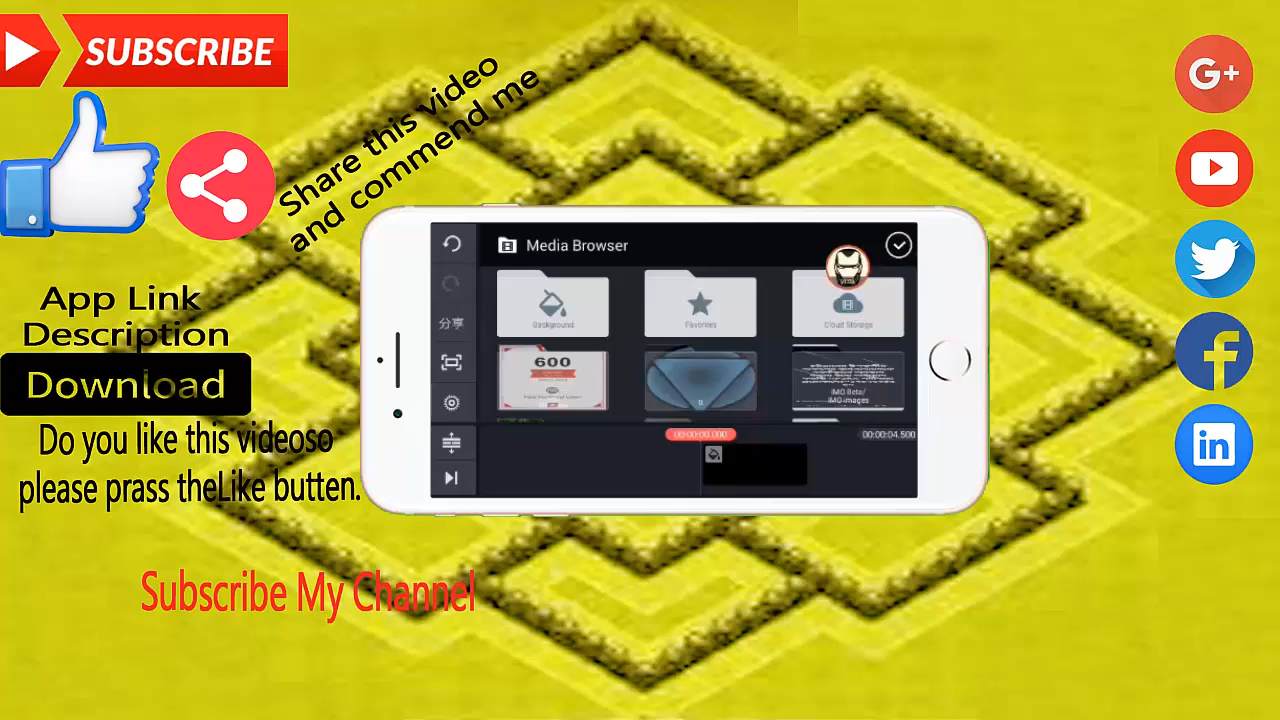 SUBSCRIBE
Share this video
and commend me
App Link
Description
Download
Do you like this videoso
please prass theLike butten.
Subscribe My Channel
Media Browser
Background
Favorites
Cloud Storage
分享
600
IMO Beta/
IMO images
00:00:00.000
00:00:04.500
G+
f
in